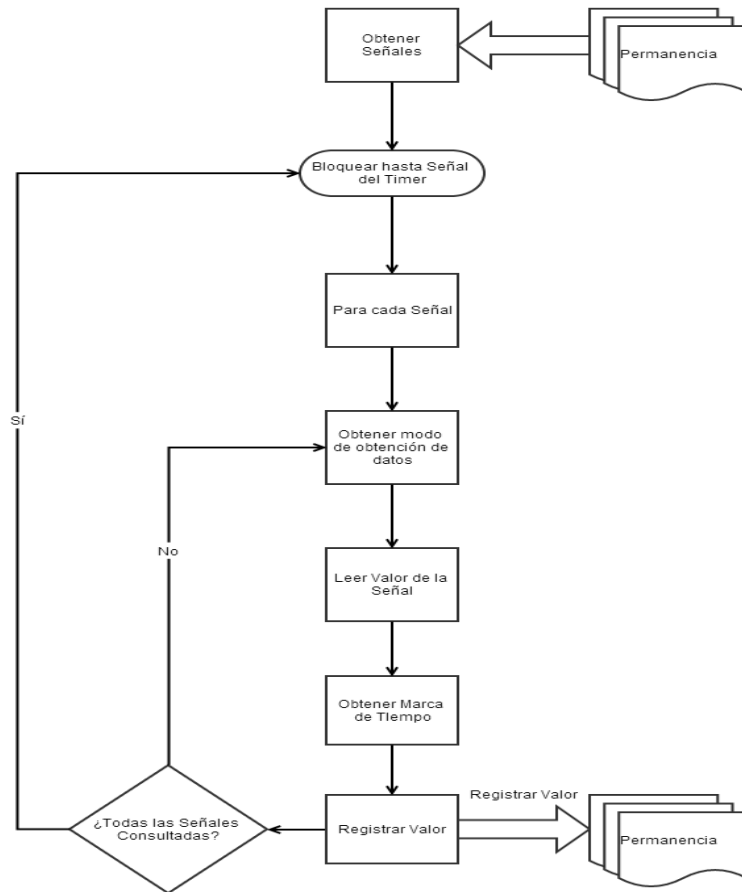 Obtener
Señales
Permanencia
Bloquear hasta Señal
del Timer
Para cada Señal
Sí
Obtener modo
de obtención de
datos
No
Leer Valor de la
Señal
Obtener Marca
de TIempo
Registrar Valor
¿Todas las Señales
Consultadas?
Registrar Valor
Permanencia